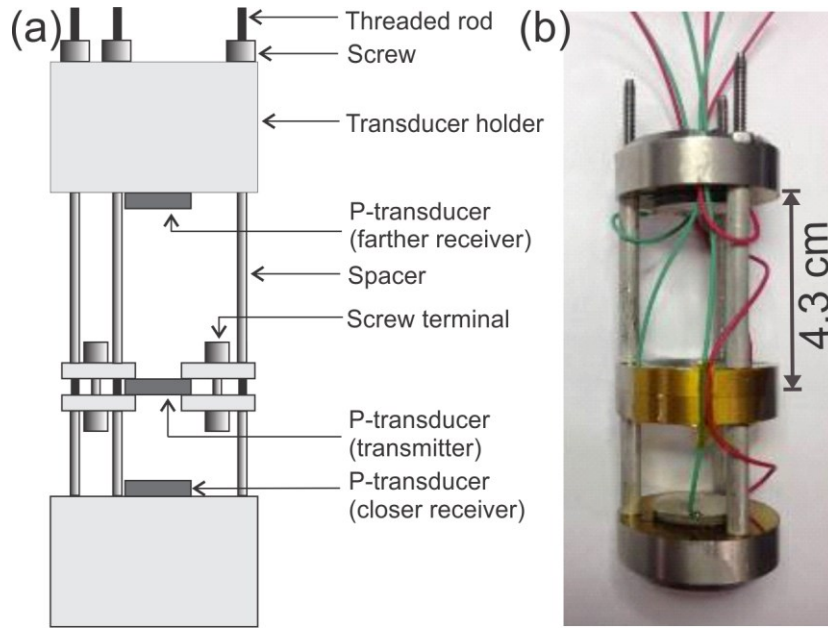 (a)
Threaded rod
Screw
Transducer holder
P-transducer
(farther receiver)
Spacer
Screw terminal
P-transducer
(transmitter)
P-transducer
(closer receiver)
(b)
4.3 cm